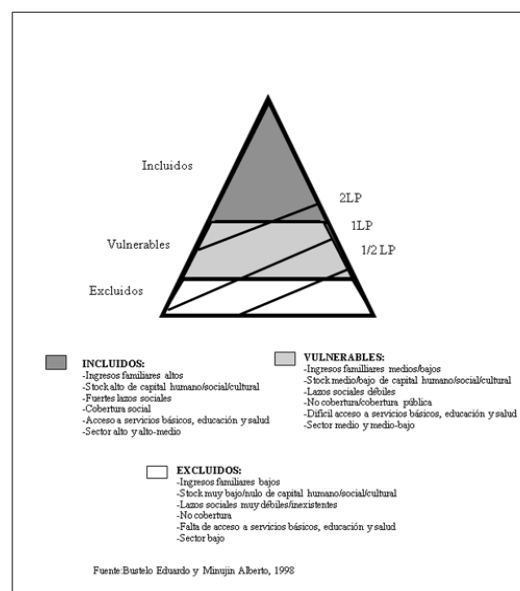 Incluidos
2LP
1LP
Vulnerables
1/2 LP
Excluidos
INCLUIDOS:
-Ingresos familiares altos
-Stock alto de capital humano/social/cultural
-Fuertes lazos sociales
-Cobertura social
-Acceso a servicios básicos, educación y salud
-Sector alto y alto-medio
VULNERABLES:
-Ingresos familliares medios/bajos
-Stock medio/bajo de capital humano/social/cultural
-Lazos sociales débiles
-No cobertura/cobertura pública
-Difícil acceso a servicios básicos, educación y salud
-Sector medio y medio-bajo
EXCLUIDOS:
-Ingresos familiares bajos
-Stock muy bajo/nulo de capital humano/social/cultural
-Lazos sociales muy débiles/inexistentes
-No cobertura
-Falta de acceso a servicios básicos, educación y salud
-Sector bajo
Fuente:Bustelo Eduardo y Minujin Alberto, 1998